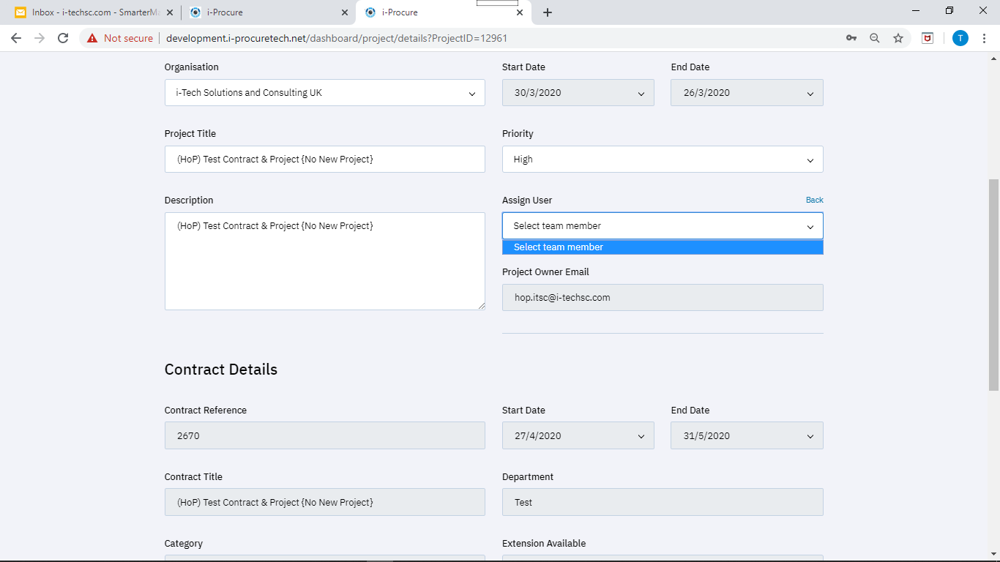 Inbox - i-techsc.com - SmarterMa
i-Procure
i-Procure
Not secure
development.i-procuretech.net/dashboard/project/details?ProjectID=12961
T
Organisation
Start Date
End Date
i-Tech Solutions and Consulting UK
30/3/2020
26/3/2020
Project Title
Priority
(HoP) Test Contract & Project {No New Project}
High
Description
Assign User
Back
(HoP) Test Contract & Project {No New Project}
Select team member
Select team member
Project Owner Email
hop.itsc@i-techsc.com
Contract Details
Contract Reference
Start Date
End Date
2670
27/4/2020
31/5/2020
Contract Title
Department
(HoP) Test Contract & Project {No New Project}
Test
Category
Extension Available